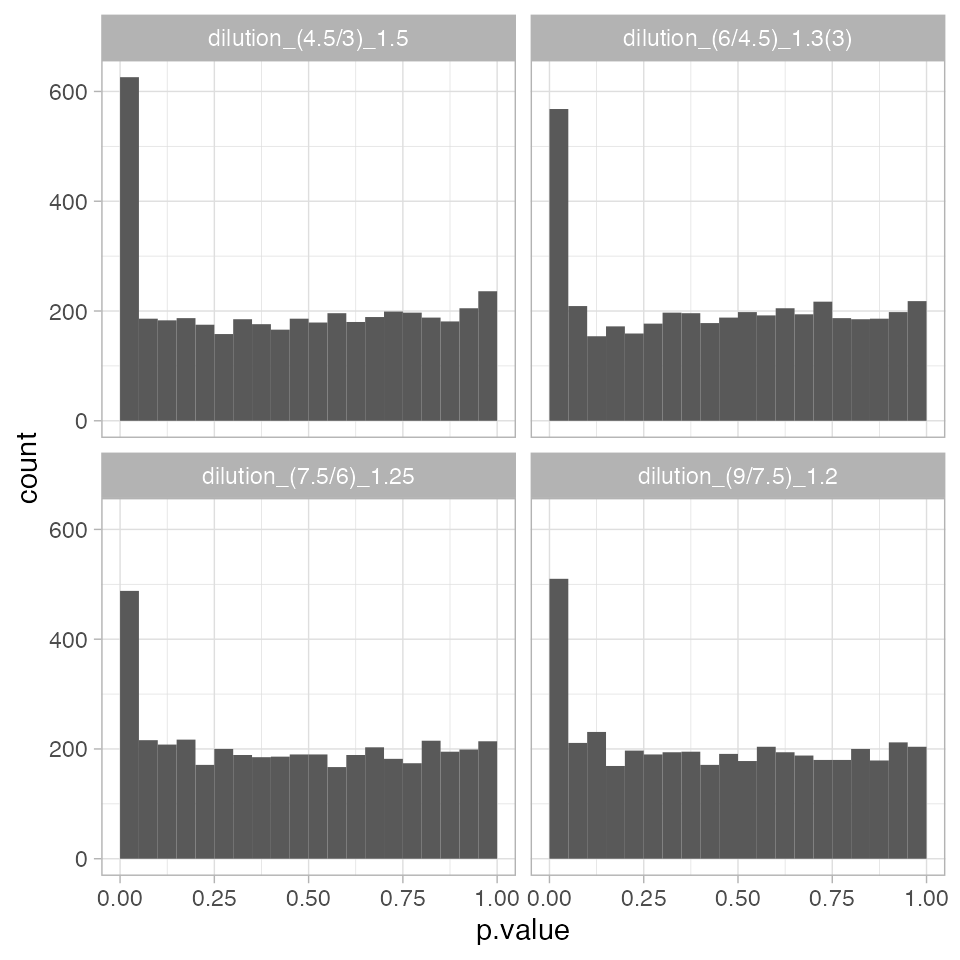 dilution_(4.5/3)_1.5
dilution_(6/4.5)_1.3(3)
600
400
200
0
dilution_(7.5/6)_1.25
dilution_(9/7.5)_1.2
600
400
200
0
0.00 0.25 0.50 0.75 1.00 0.00 0.25 0.50 0.75 1.00
p.value
count